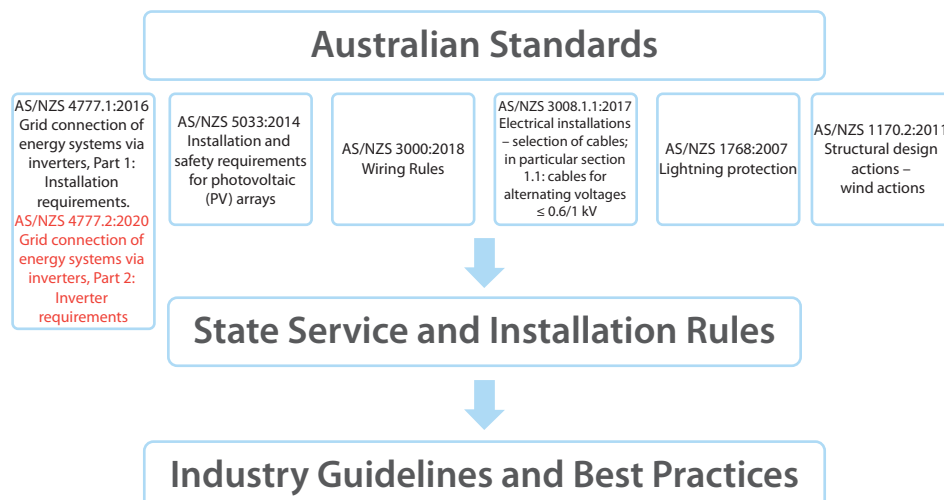 Australian Standards
AS/NZS 4777.1:2016
Grid connection of
energy systems via
inverters, Part 1:
Installation
requirements.
AS/NZS 4777.2:2020
Grid connection of
energy systems via
inverters, Part 2:
Inverter
requirements
AS/NZS 5033:2014
Installation and
safety requirements
for photovoltaic
(PV) arrays
AS/NZS 3000:2018
Wiring Rules
AS/NZS 3008.1.1:2017
Electrical installations
– selection of cables;
in particular section
1.1: cables for
alternating voltages
≤ 0.6/1 kV
AS/NZS 1768:2007
Lightning protection
AS/NZS 1170.2:2011
Structural design
actions –
wind actions
State Service and Installation Rules
Industry Guidelines and Best Practices